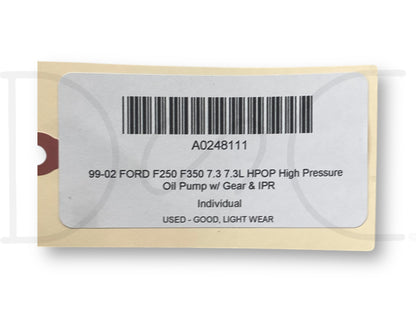 A0248111
99-02 FORD F250 F350 7.3 7.3L HPOP High Pressure
Oil Pump w/ Gear & IPR
Individual
USED - GOOD, LIGHT WEAR